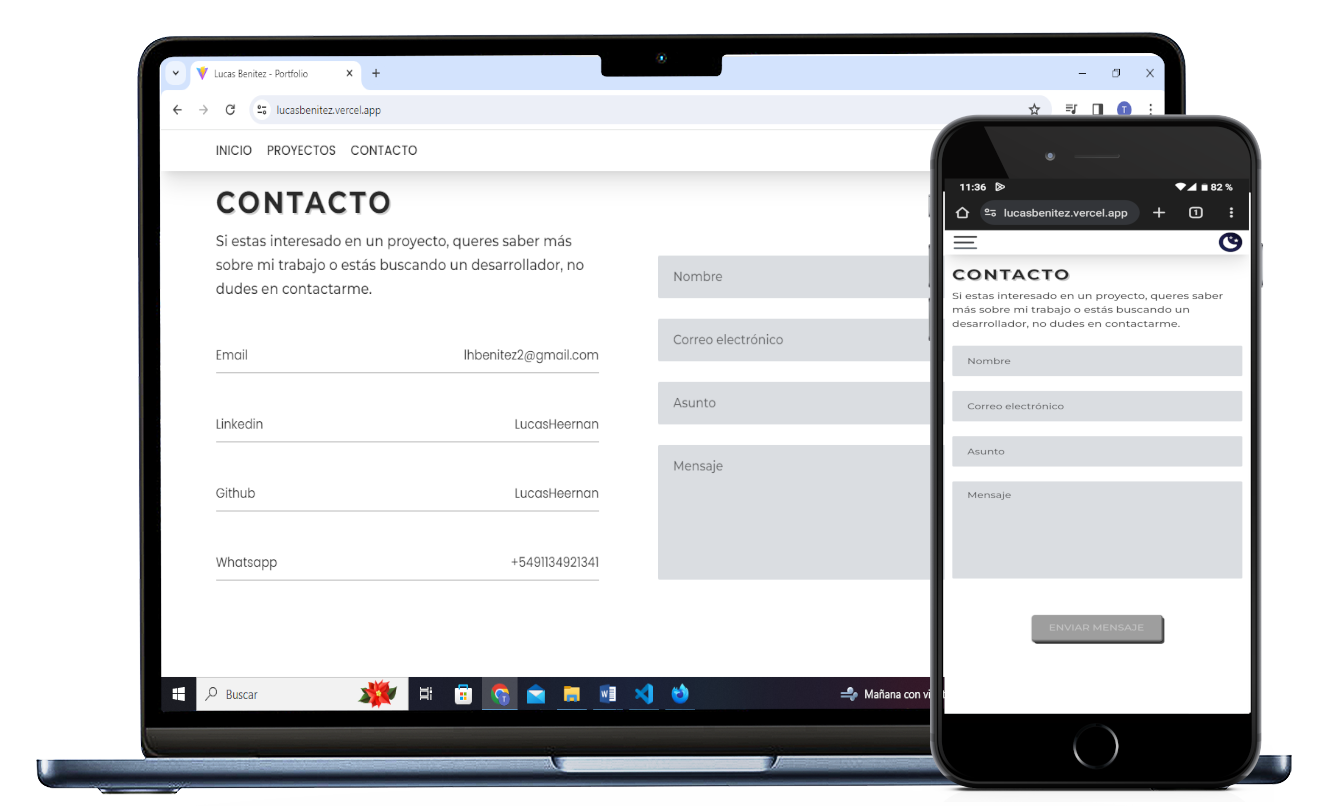 Lucas Benitez - Portfolio
lucasbenitez.vercel.app
T
INICIO PROYECTOS CONTACTO
CONTACTO
Si estas interesado en un proyecto, queres saber más
sobre mi trabajo o estás buscando un desarrollador, no
dudes en contactarme.
Email lhbenitez2@gmail.com
Linkedin LucasHeernan
Github LucasHeernan
Whatsapp +5491134921341
Nombre
Correo electrónico
Asunto
Mensaje
Buscar
Mañana con vi
11:36 82 %
lucasbenitez.vercel.app 1
CONTACTO
Si estas interesado en un proyecto, queres saber
más sobre mi trabajo o estás buscando un
desarrollador, no dudes en contactarme.
Nombre
Correo electrónico
Asunto
Mensaje
ENVIAR MENSAJE